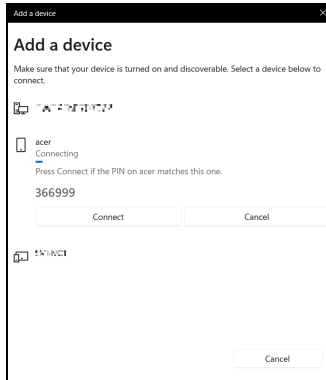 Add a device
Add a device
Make sure that your device is turned on and discoverable. Select a device below to
connect.
acer
Connecting
Press Connect if the PIN on acer matches this one.
366999
Connect Cancel
Cancel